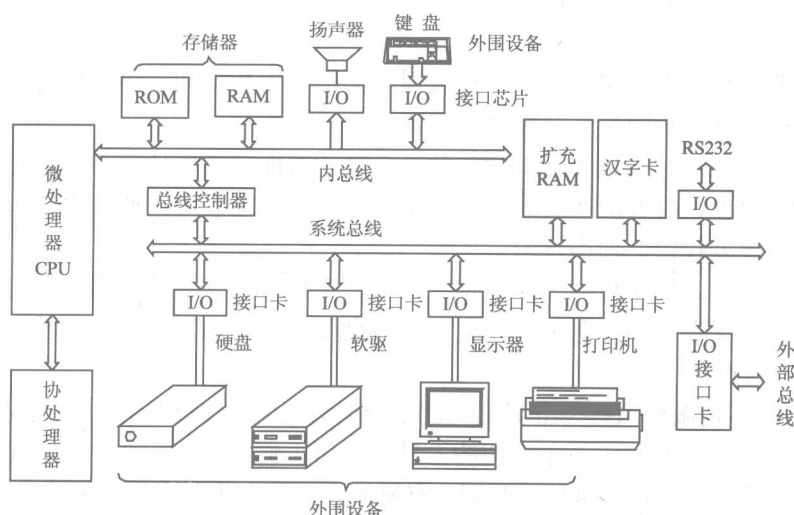 存储器
扬声器
键 盘
外围设备
ROM
RAM
I/O
I/O
接口芯片
微处理器
CPU
内总线
总线控制器
扩充
RAM
汉字卡
RS232
I/O
系统总线
I/O
接口卡
I/O
接口卡
I/O
接口卡
I/O
接口卡
硬盘
软驱
显示器
打印机
I/O
接口卡
外部总线
协处理器
外围设备